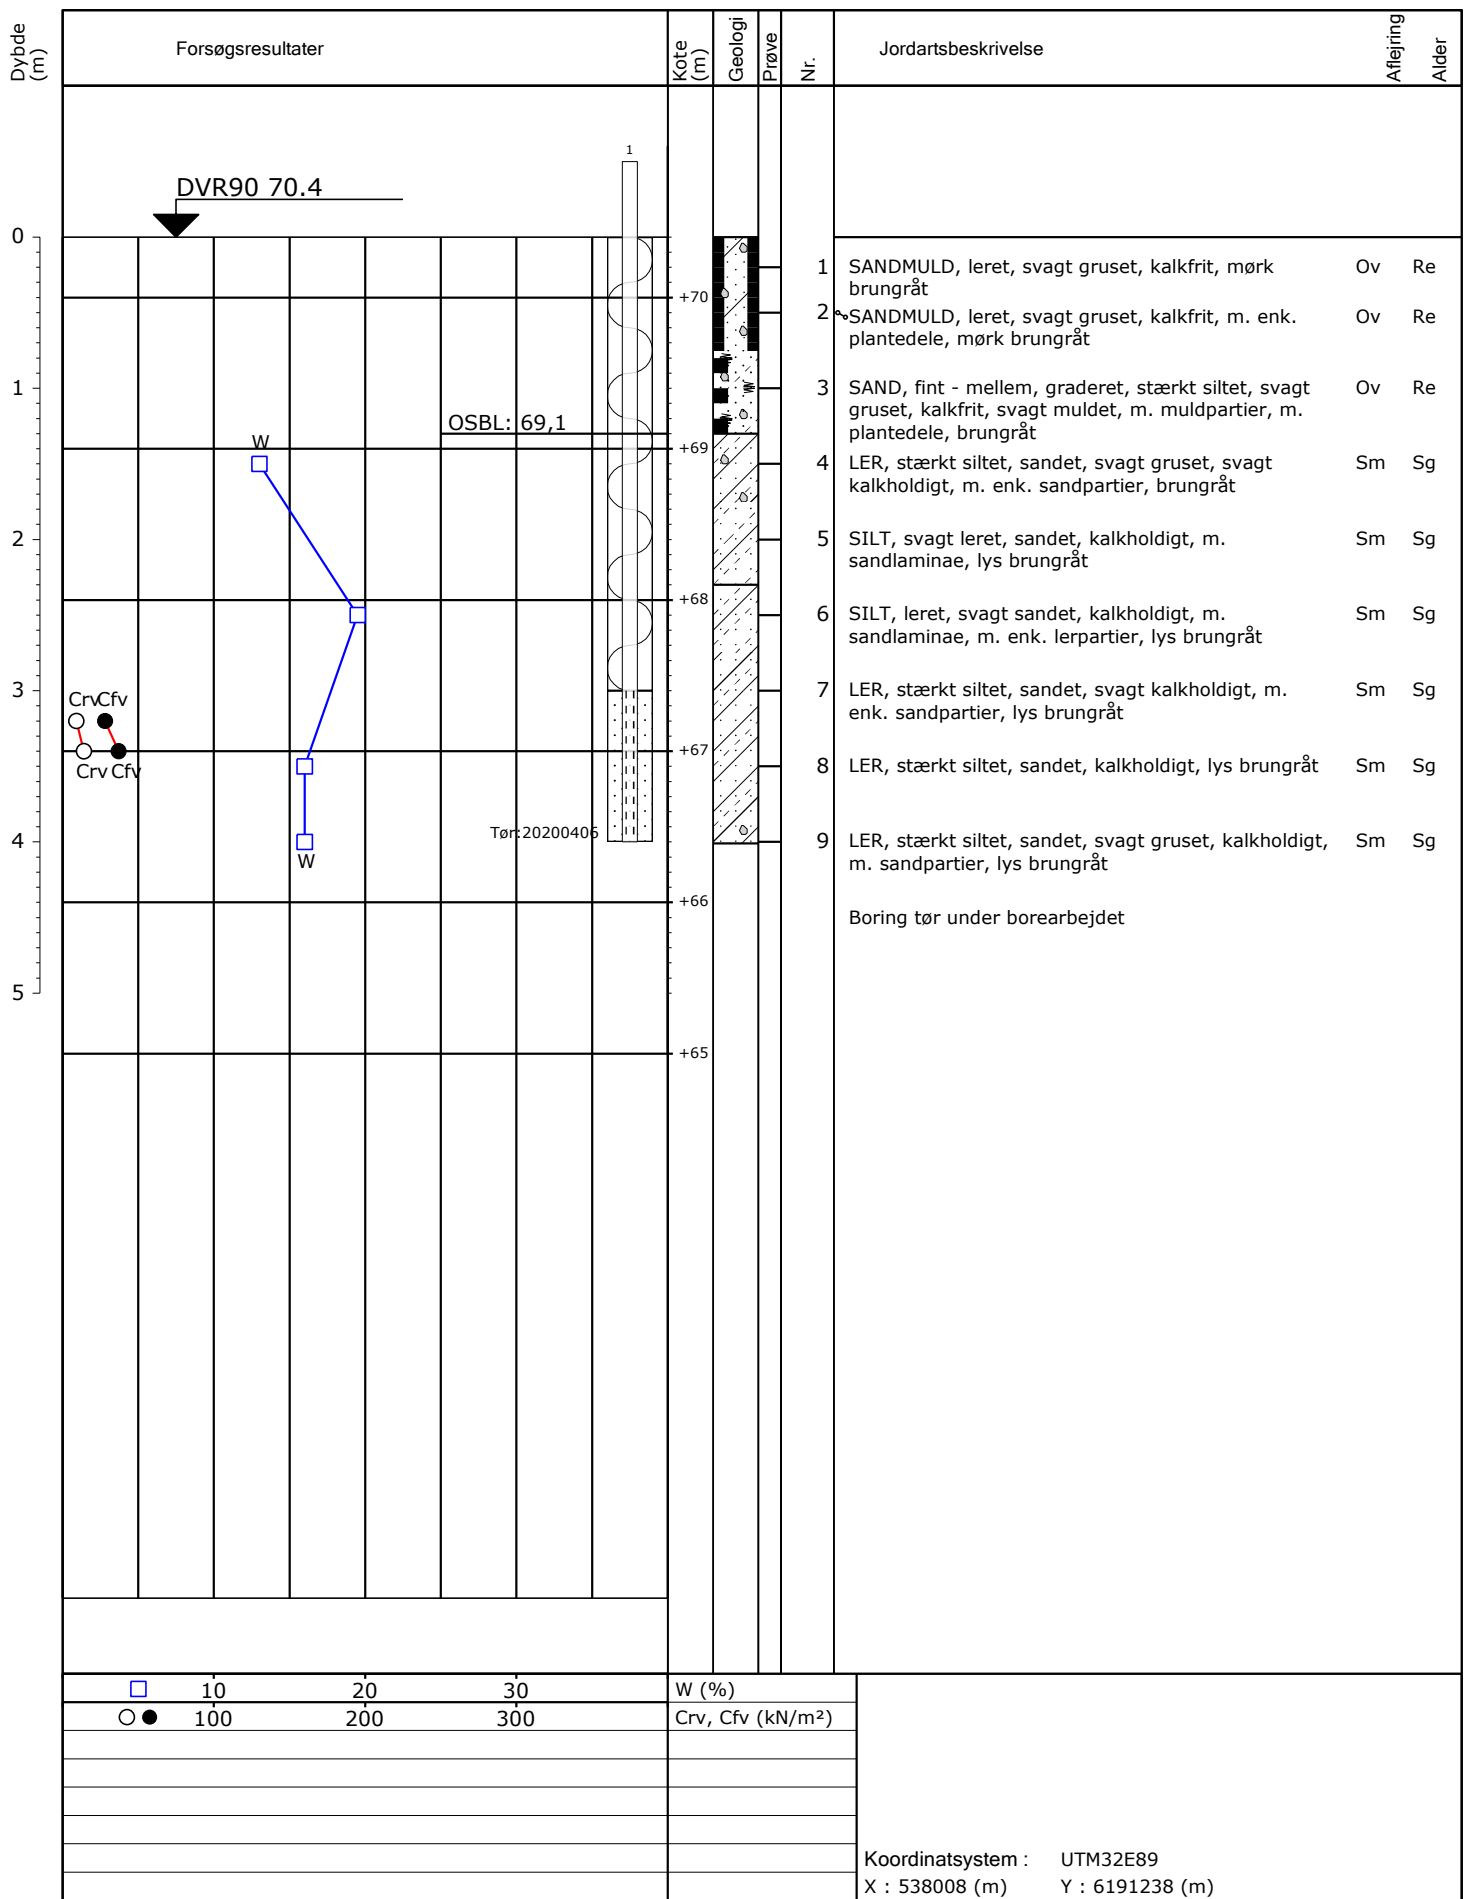 Dybde
(m)
Forsøgsresultater
Kote
(m)
Geologi
Prøve
Nr.
Jordartsbeskrivelse
Aflejring
Alder
1
DVR90 70.4
0
1 SANDMULD, leret, svagt gruset, kalkfrit, mørk Ov Re
brungråt
+70
2 SANDMULD, leret, svagt gruset, kalkfrit, m. enk. Ov Re
plantedele, mørk brungråt
1
3 SAND, fint - mellem, graderet, stærkt siltet, svagt Ov Re
gruset, kalkfrit, svagt muldet, m. muldpartier, m.
plantedele, brungråt
OSBL: 69,1
W
+69
4 LER, stærkt siltet, sandet, svagt gruset, svagt Sm Sg
kalkholdigt, m. enk. sandpartier, brungråt
2
5 SILT, svagt leret, sandet, kalkholdigt, m. Sm Sg
sandlaminae, lys brungråt
+68
6 SILT, leret, svagt sandet, kalkholdigt, m. Sm Sg
sandlaminae, m. enk. lerpartier, lys brungråt
3
Crv Cfv
7 LER, stærkt siltet, sandet, svagt kalkholdigt, m. Sm Sg
enk. sandpartier, lys brungråt
+67
Crv Cfv
8 LER, stærkt siltet, sandet, kalkholdigt, lys brungråt Sm Sg
Tør:20200406
4
W
9 LER, stærkt siltet, sandet, svagt gruset, kalkholdigt, Sm Sg
m. sandpartier, lys brungråt
+66
Boring tør under borearbejdet
5
+65
10 20 30 W (%)
100 200 300 Crv, Cfv (kN/m²)
Koordinatsystem : UTM32E89
X : 538008 (m) Y : 6191238 (m)